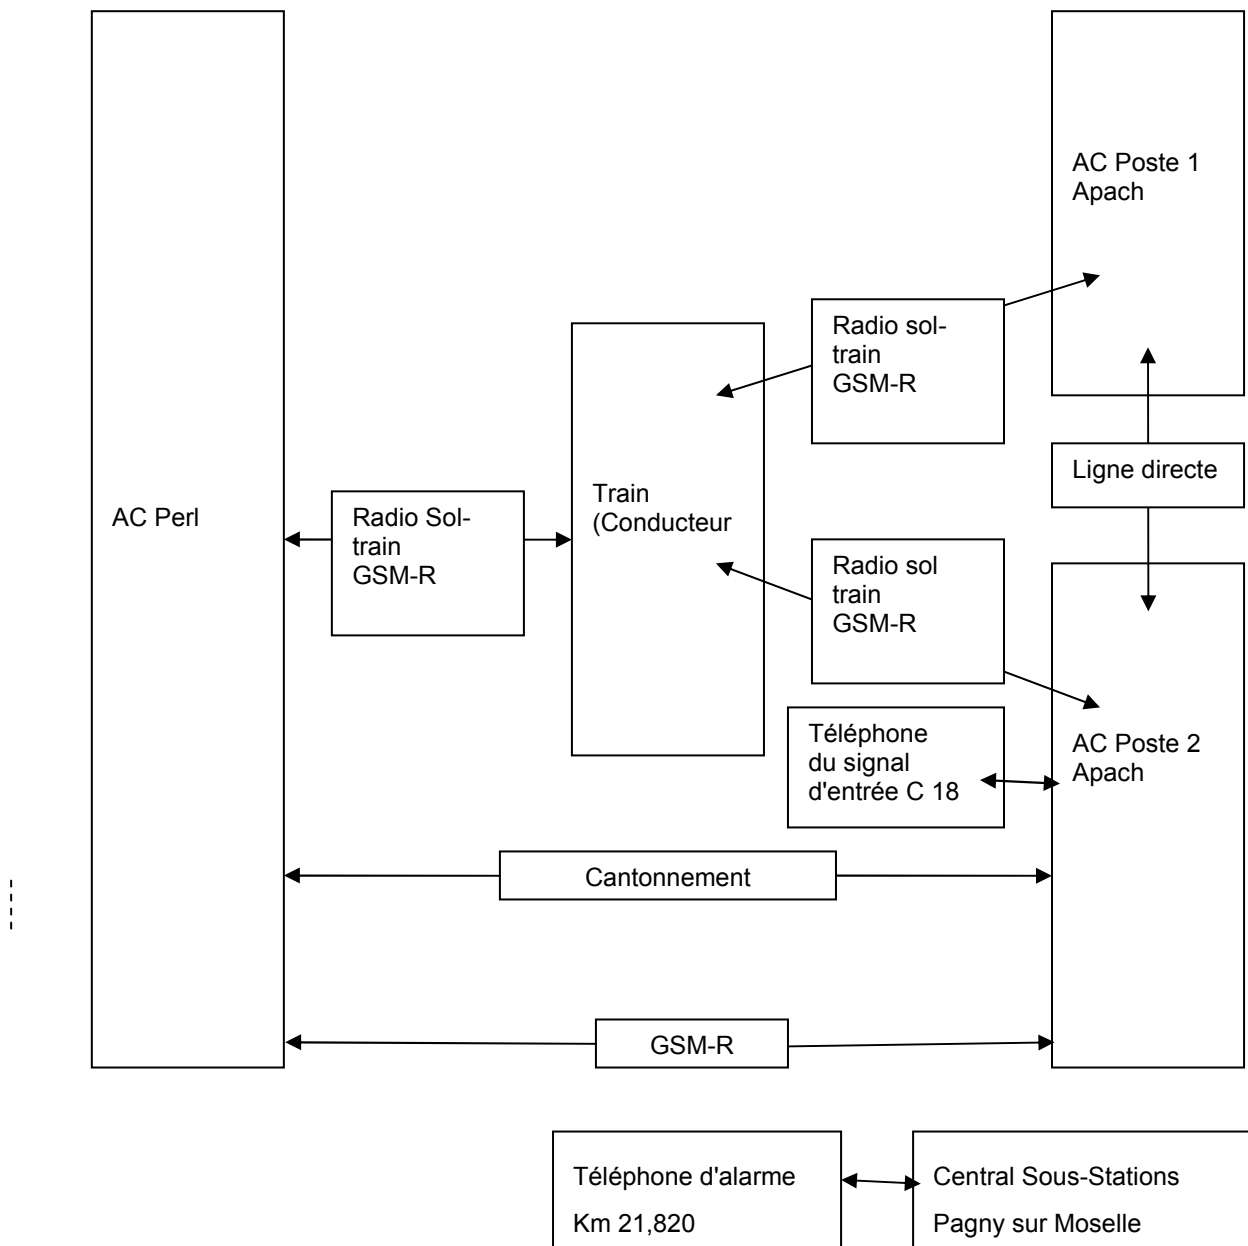 AC Poste 1
Apach
Radio sol-
train
GSM-R
Ligne directe
AC Perl
Radio Sol-
train
GSM-R
Train
(Conducteur
Radio sol
train
GSM-R
Téléphone
du signal
d'entrée C 18
AC Poste 2
Apach
Cantonnement
GSM-R
Téléphone d'alarme
Km 21,820
Central Sous-Stations
Pagny sur Moselle